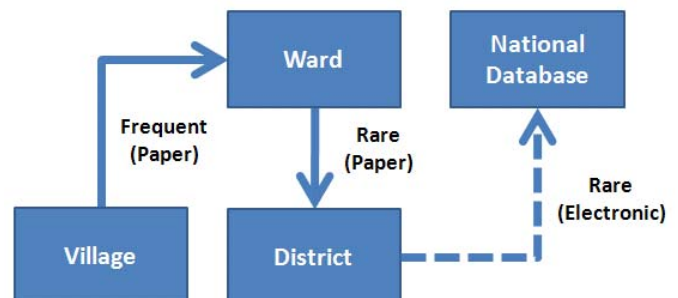 Ward
National
Database
Frequent
(Paper)
Rare
(Paper)
Rare
(Electronic)
Village
District